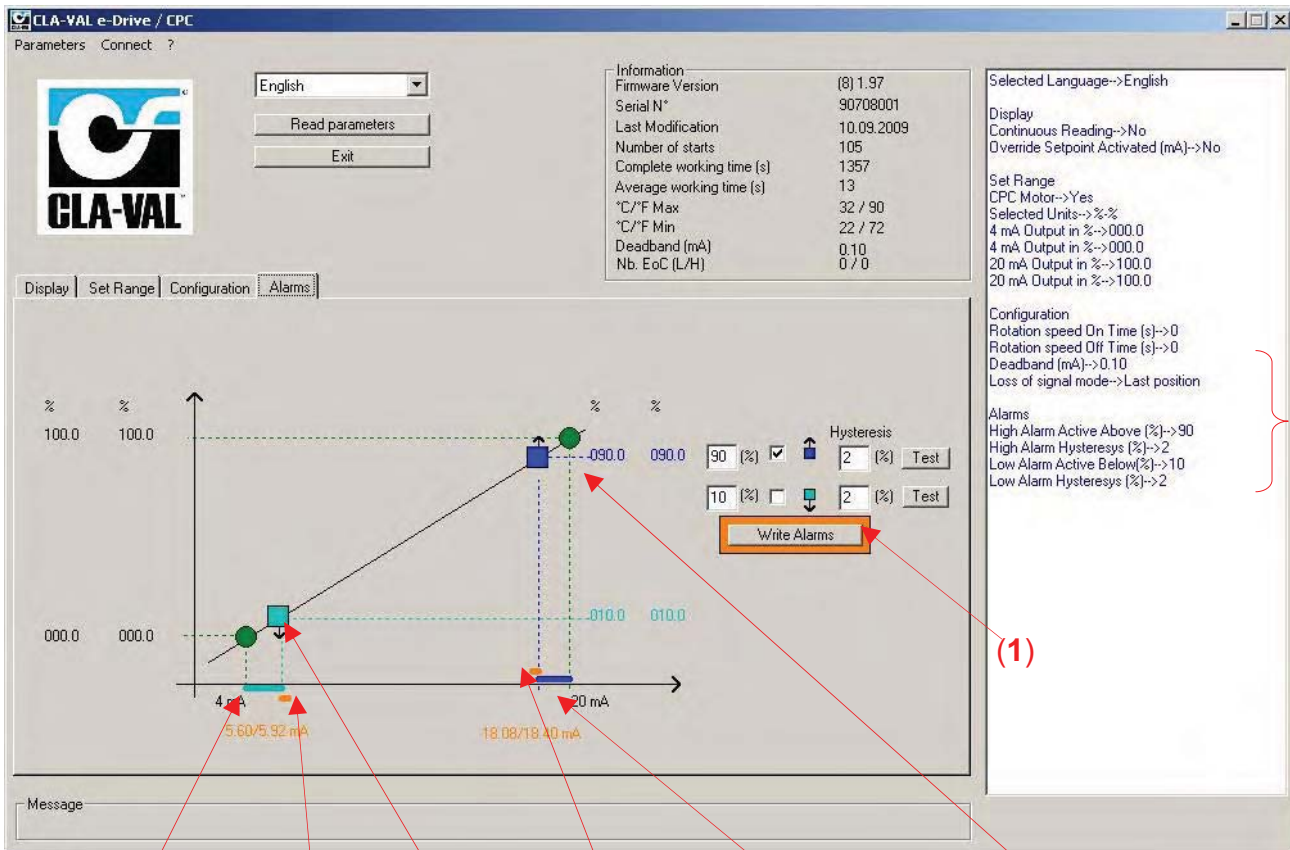 CLA-VAL e-Drive / CPC
Parameters Connect ?
CLA-VAL
English
Read parameters
Exit
Information
Firmware Version (8) 1.97
Serial N° 90708001
Last Modification 10.09.2009
Number of starts 105
Complete working time (s) 1357
Average working time (s) 13
°C/°F Max 32 / 90
°C/°F Min 22 / 72
Deadband (mA) 0.10
Nb. EoC (L/H) 0 / 0
Display Set Range Configuration Alarms
% % % %
100.0 100.0
090.0 090.0
010.0 010.0
000.0 000.0
4 mA 20 mA
5.60/5.92 mA 18.08/18.40 mA
Hysteresis
90 (%) 2 (%) Test
10 (%) 2 (%) Test
Write Alarms
(1)
Message
Selected Language-->English
Display
Continuous Reading-->No
Override Setpoint Activated (mA)-->No
Set Range
CPC Motor-->Yes
Selected Units-->%-%
4 mA Output in %-->000.0
4 mA Output in %-->000.0
20 mA Output in %-->100.0
20 mA Output in %-->100.0
Configuration
Rotation speed On Time (s)-->0
Rotation speed Off Time (s)-->0
Deadband (mA)-->0.10
Loss of signal mode-->Last position
Alarms
High Alarm Active Above (%)-->90
High Alarm Hysteresys (%)-->2
Low Alarm Active Below(%)-->10
Low Alarm Hysteresys (%)-->2